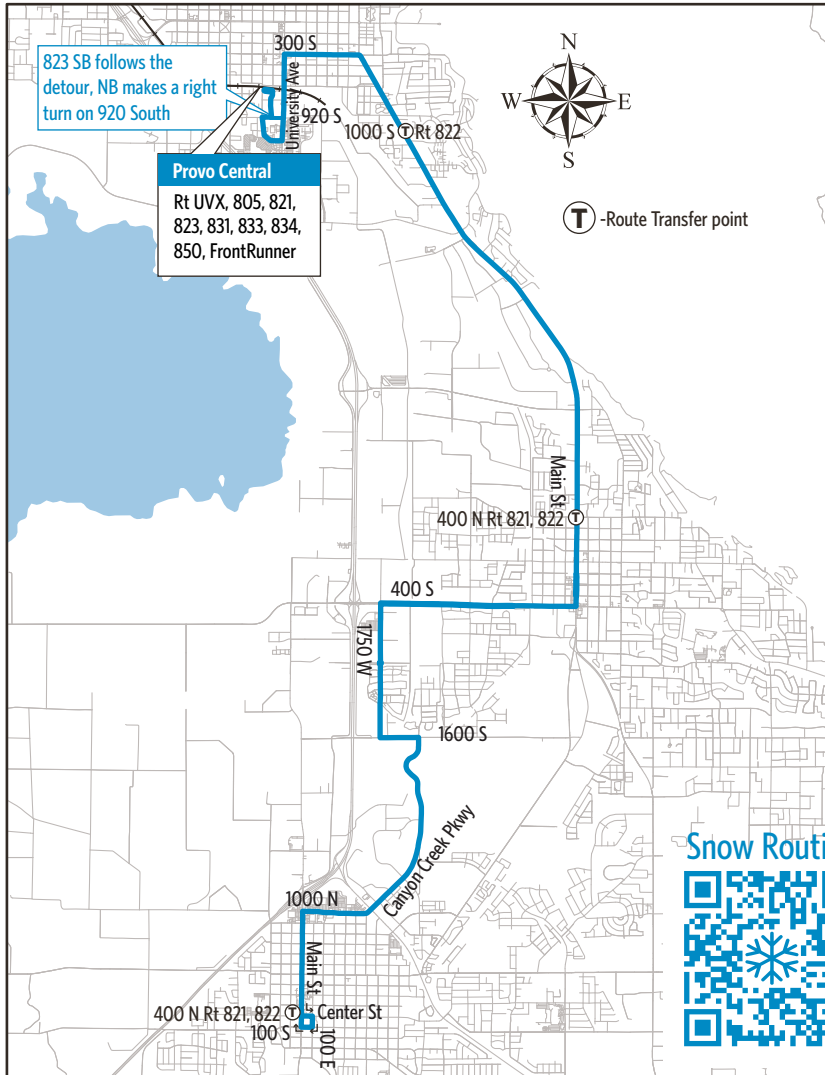 300 S
823 SB follows the
detour, NB makes a right
turn on 920 South
University Ave
920 S
N
W
E
S
1000 S T Rt 822
Provo Central
Rt UVX, 805, 821,
823, 831, 833, 834,
850, FrontRunner
T -Route Transfer point
Main St
400 N Rt 821, 822 T
400 S
1750 W
1600 S
Canyon Creek Pkwy
Snow Routi
1000 N
Main St
400 N Rt 821, 822 T
Center St
100 S
100 E